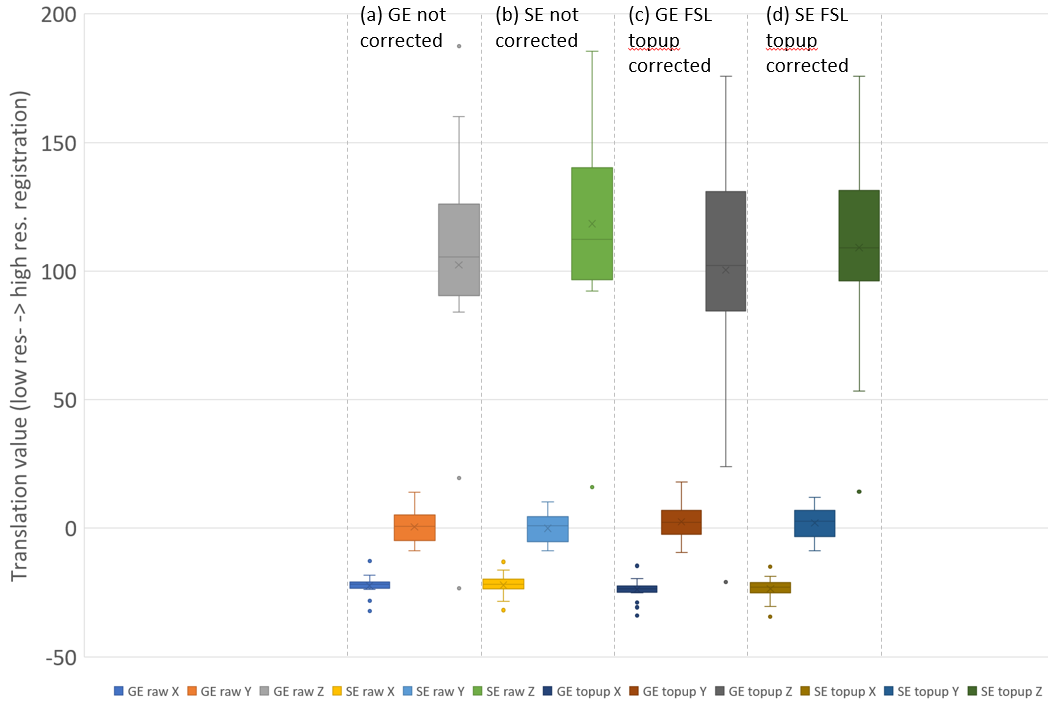 200
(a) GE not
corrected
(b) SE not
corrected
(c) GE FSL
topup
corrected
(d) SE FSL
topup
corrected
150
100
50
0
-50
Translation value (low res- -> high res. registration)
GE raw X GE raw Y GE raw Z SE raw X SE raw Y SE raw Z GE topup X GE topup Y GE topup Z SE topup X SE topup Y SE topup Z